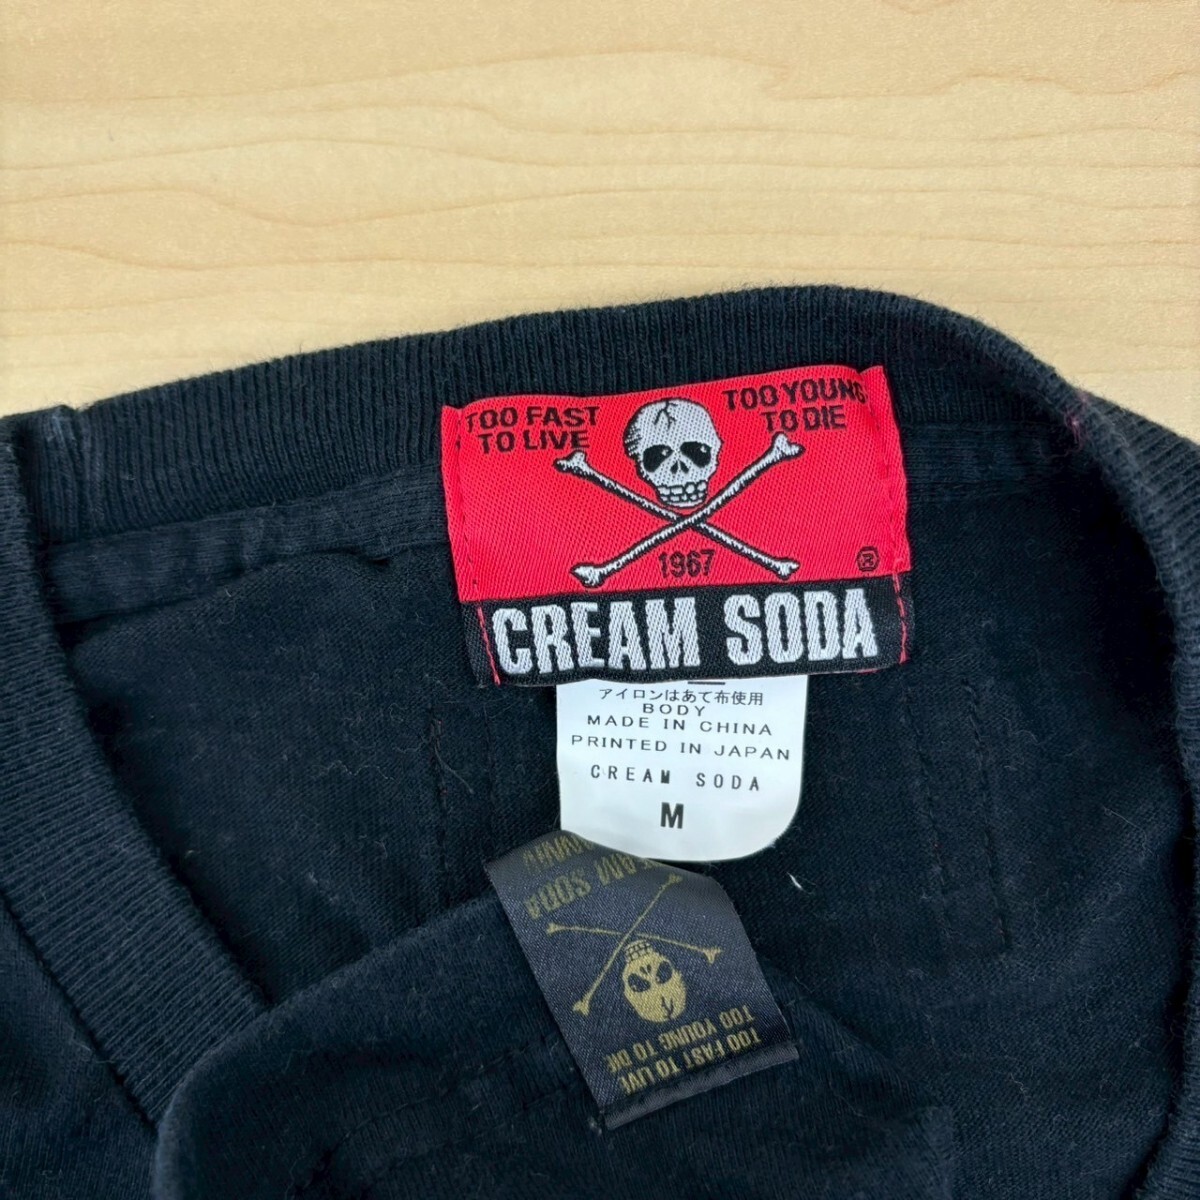 TOO FAST
TO LIVE
TOO YOUNG
TO DIE
1967
®
CREAM SODA
アイロンはあて布使用
BODY
MADE IN CHINA
PRINTED IN JAPAN
CREAM SODA
M
TOO FAST TO LIVE
TOO YOUNG TO DIE
SODA